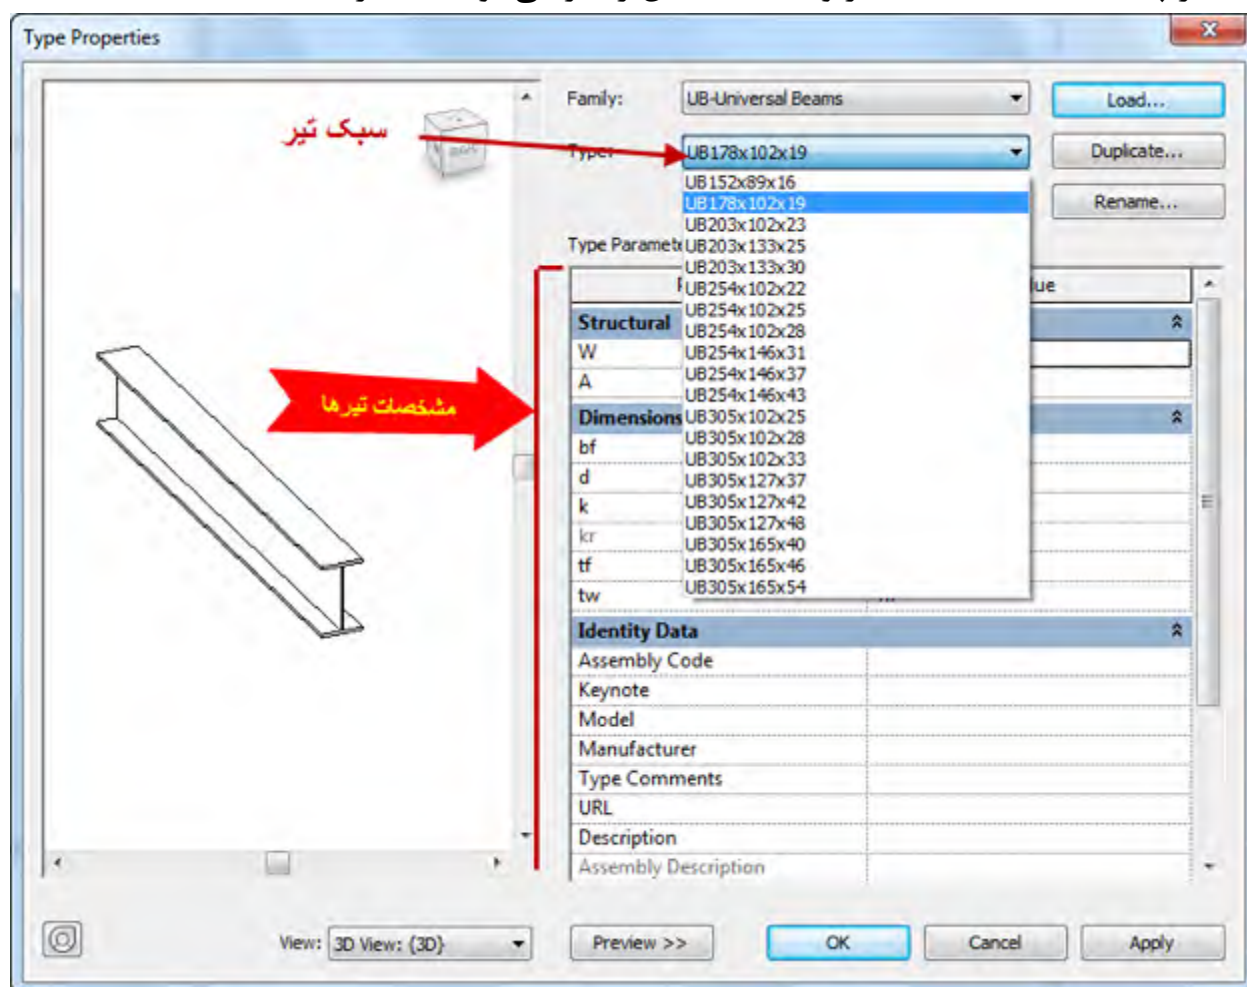 Type Properties
سبک تیر
Family:
UB-Universal Beams
Load...
Type:
UB178x102x19
Duplicate...
UB152x89x16
UB178x102x19
Rename...
UB203x102x23
UB203x133x25
UB203x133x30
UB254x102x22
UB254x102x25
UB254x102x28
UB254x146x31
UB254x146x37
UB254x146x43
UB305x102x25
UB305x102x28
UB305x102x33
UB305x127x37
UB305x127x42
UB305x127x48
UB305x165x40
UB305x165x46
UB305x165x54
مشخصات تیرها
Structural
W
A
Dimensions
bf
d
k
kr
tf
tw
Identity Data
Assembly Code
Keynote
Model
Manufacturer
Type Comments
URL
Description
Assembly Description
View: 3D View: {3D}
Preview >>
OK
Cancel
Apply